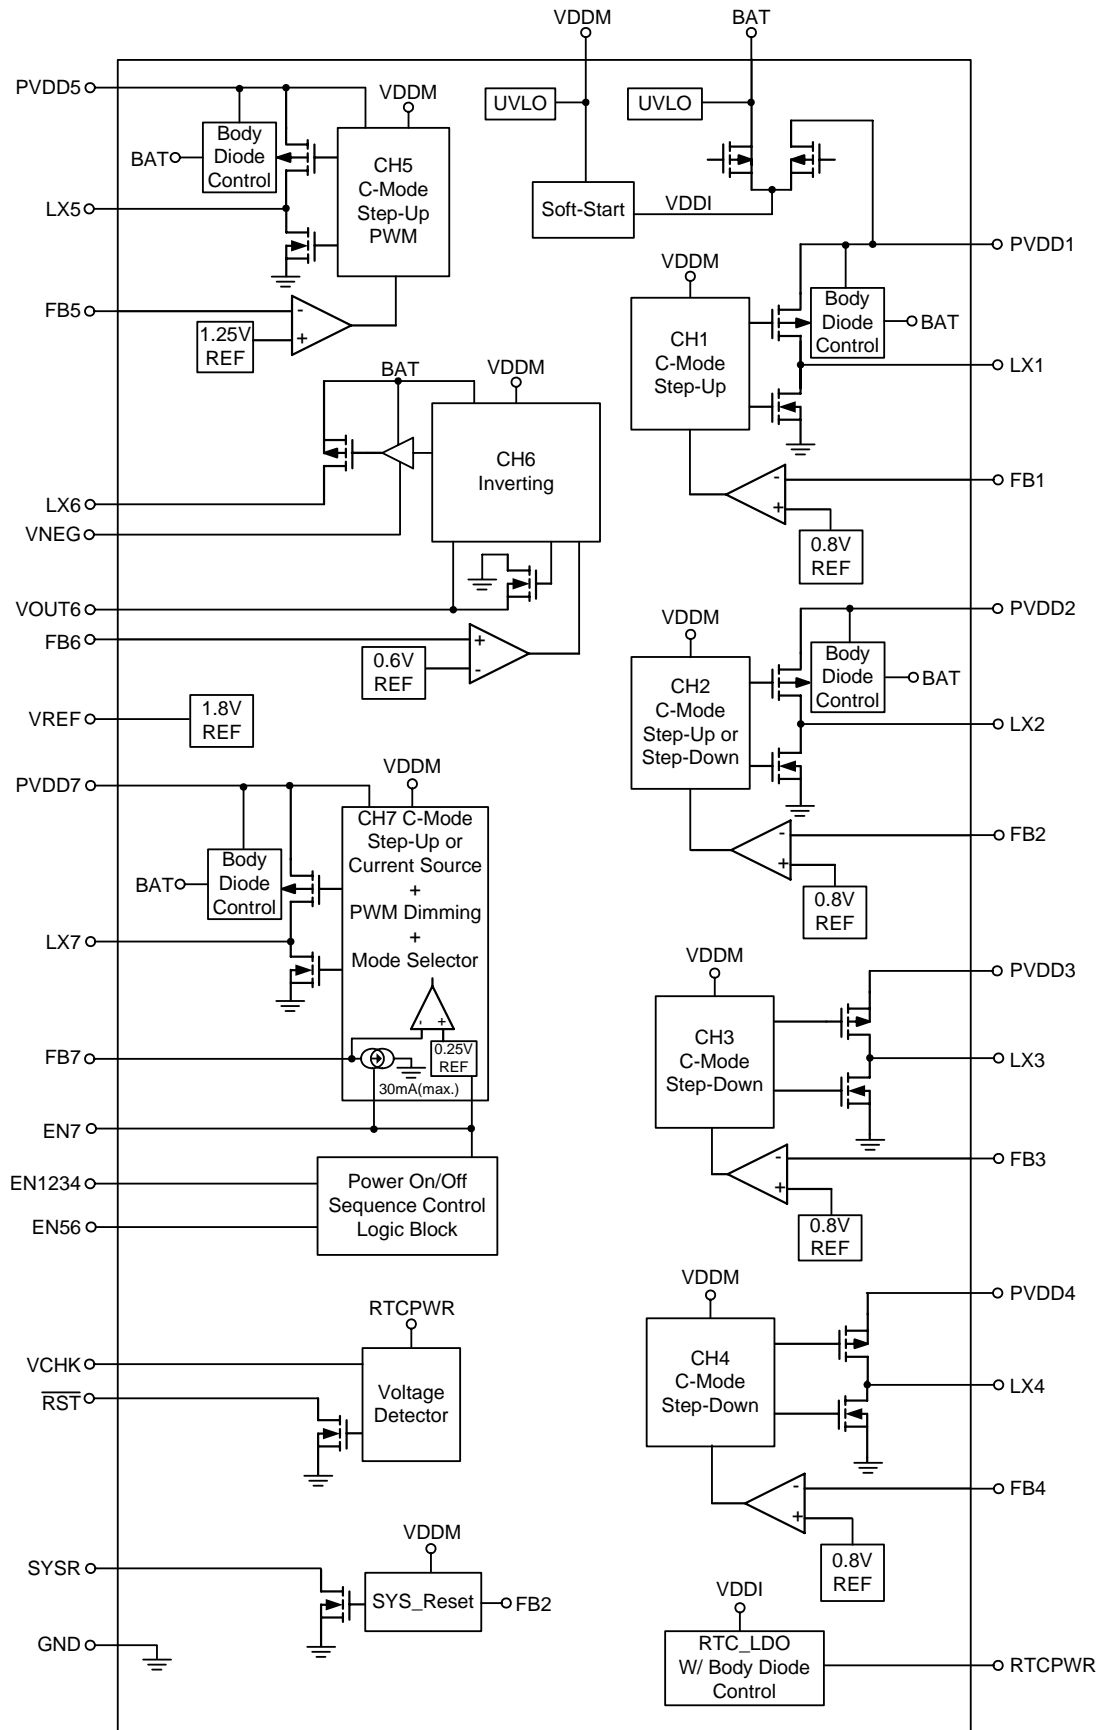 VDDM
BAT
PVDD5
VDDM
UVLO
UVLO
Body
Diode
Control
BAT
CH5
C-Mode
Step-Up
PWM
LX5
Soft-Start
VDDI
PVDD1
FB5
-
+
1.25V
REF
VDDM
CH1
C-Mode
Step-Up
Body
Diode
Control
BAT
LX1
BAT
VDDM
CH6
Inverting
LX6
VNEG
FB1
-
+
0.8V
REF
VOUT6
FB6
+
-
0.6V
REF
PVDD2
VDDM
CH2
C-Mode
Step-Up or
Step-Down
Body
Diode
Control
BAT
LX2
VREF
1.8V
REF
PVDD7
VDDM
CH7 C-Mode
Step-Up or
Current Source
+
PWM Dimming
+
Mode Selector
Body
Diode
Control
BAT
LX7
FB2
-
+
0.8V
REF
- +
0.25V
REF
FB7
30mA(max.)
EN7
VDDM
PVDD3
CH3
C-Mode
Step-Down
LX3
FB3
-
+
0.8V
REF
EN1234
EN56
Power On/Off
Sequence Control
Logic Block
VDDM
PVDD4
CH4
C-Mode
Step-Down
LX4
RTCPWR
VCHK
RST
Voltage
Detector
FB4
-
+
0.8V
REF
VDDM
SYSR
SYS_Reset
FB2
GND
VDDI
RTC_LDO
W/ Body Diode
Control
RTCPWR